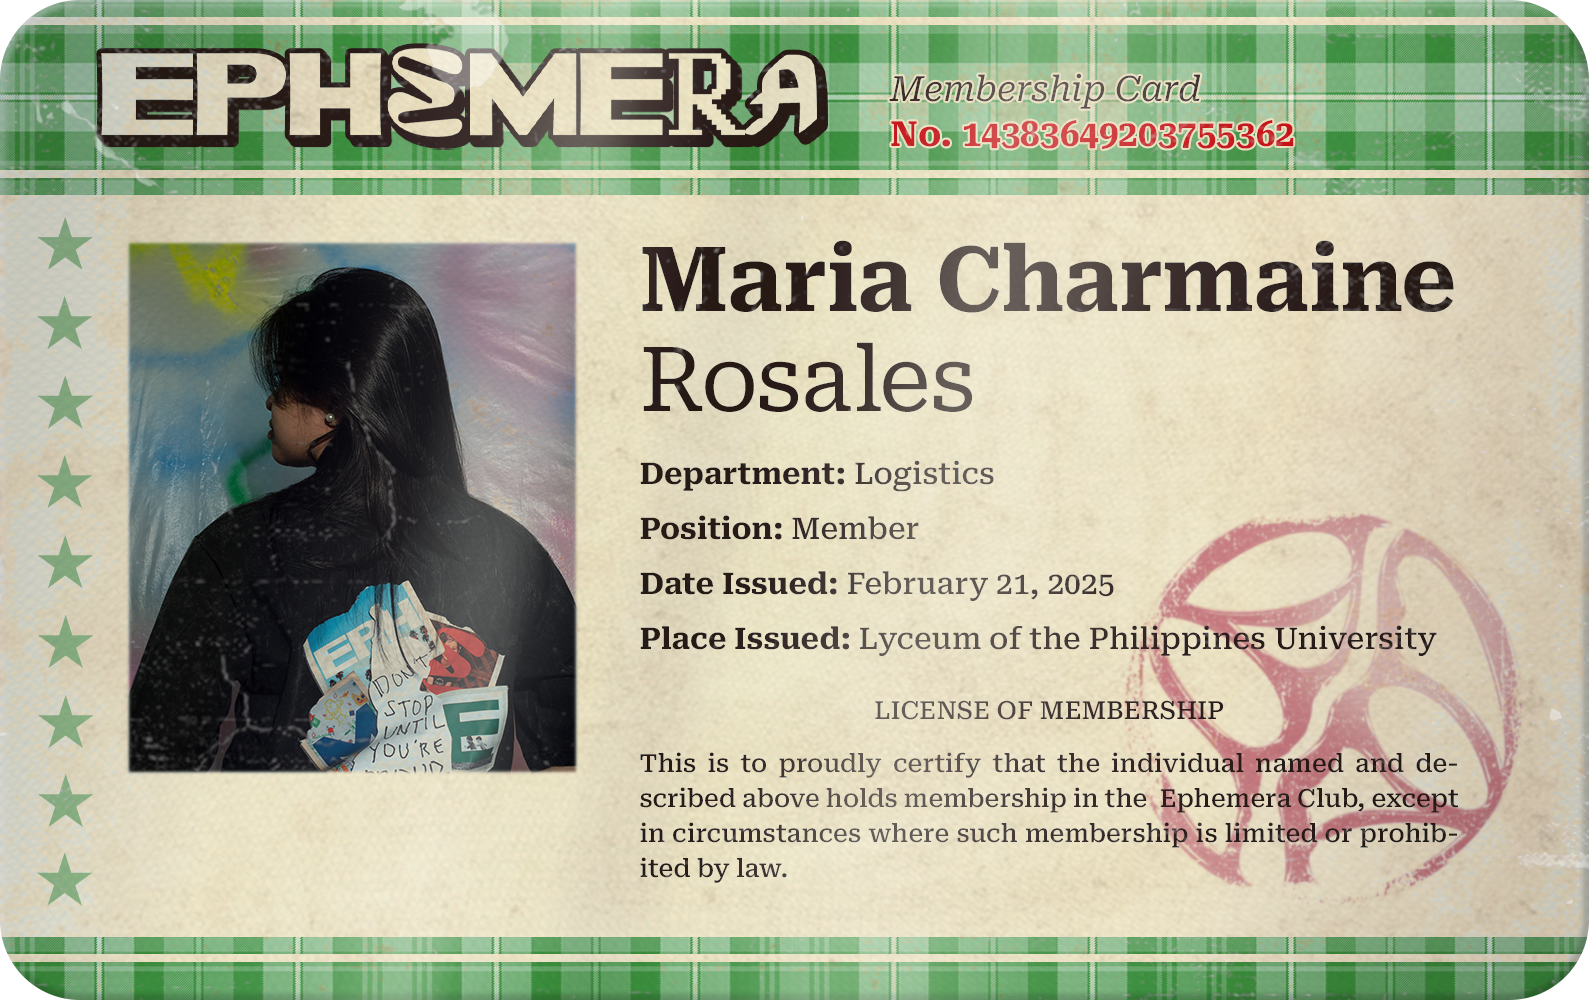 EPHEMERA
Membership Card
No. 14383649203755362
Maria Charmaine
Rosales
Department: Logistics
Position: Member
Date Issued: February 21, 2025
Place Issued: Lyceum of the Philippines University
LICENSE OF MEMBERSHIP
This is to proudly certify that the individual named and de-
scribed above holds membership in the Ephemera Club, except
in circumstances where such membership is limited or prohib-
ited by law.
EPH
DON'T
STOP
UNTIL
YOU'RE
E